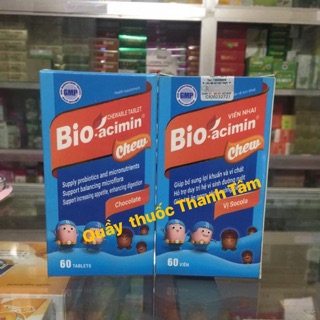 GMP
CHEWABLE TABLET
Bio-acimin
Chew
Supply probiotics and micronutrients
Support balancing microflora
Support increasing appetite, enhancing digestion
Chocolate
60 TABLETS
GMP
VIÊN NHAI
Bio-acimin
Chew
Giúp bổ sung lợi khuẩn và vi chất
Hỗ trợ duy trì hệ vi sinh đường ruột
Vị Socola
60 VIÊN
Quầy thuốc Thanh Tâm